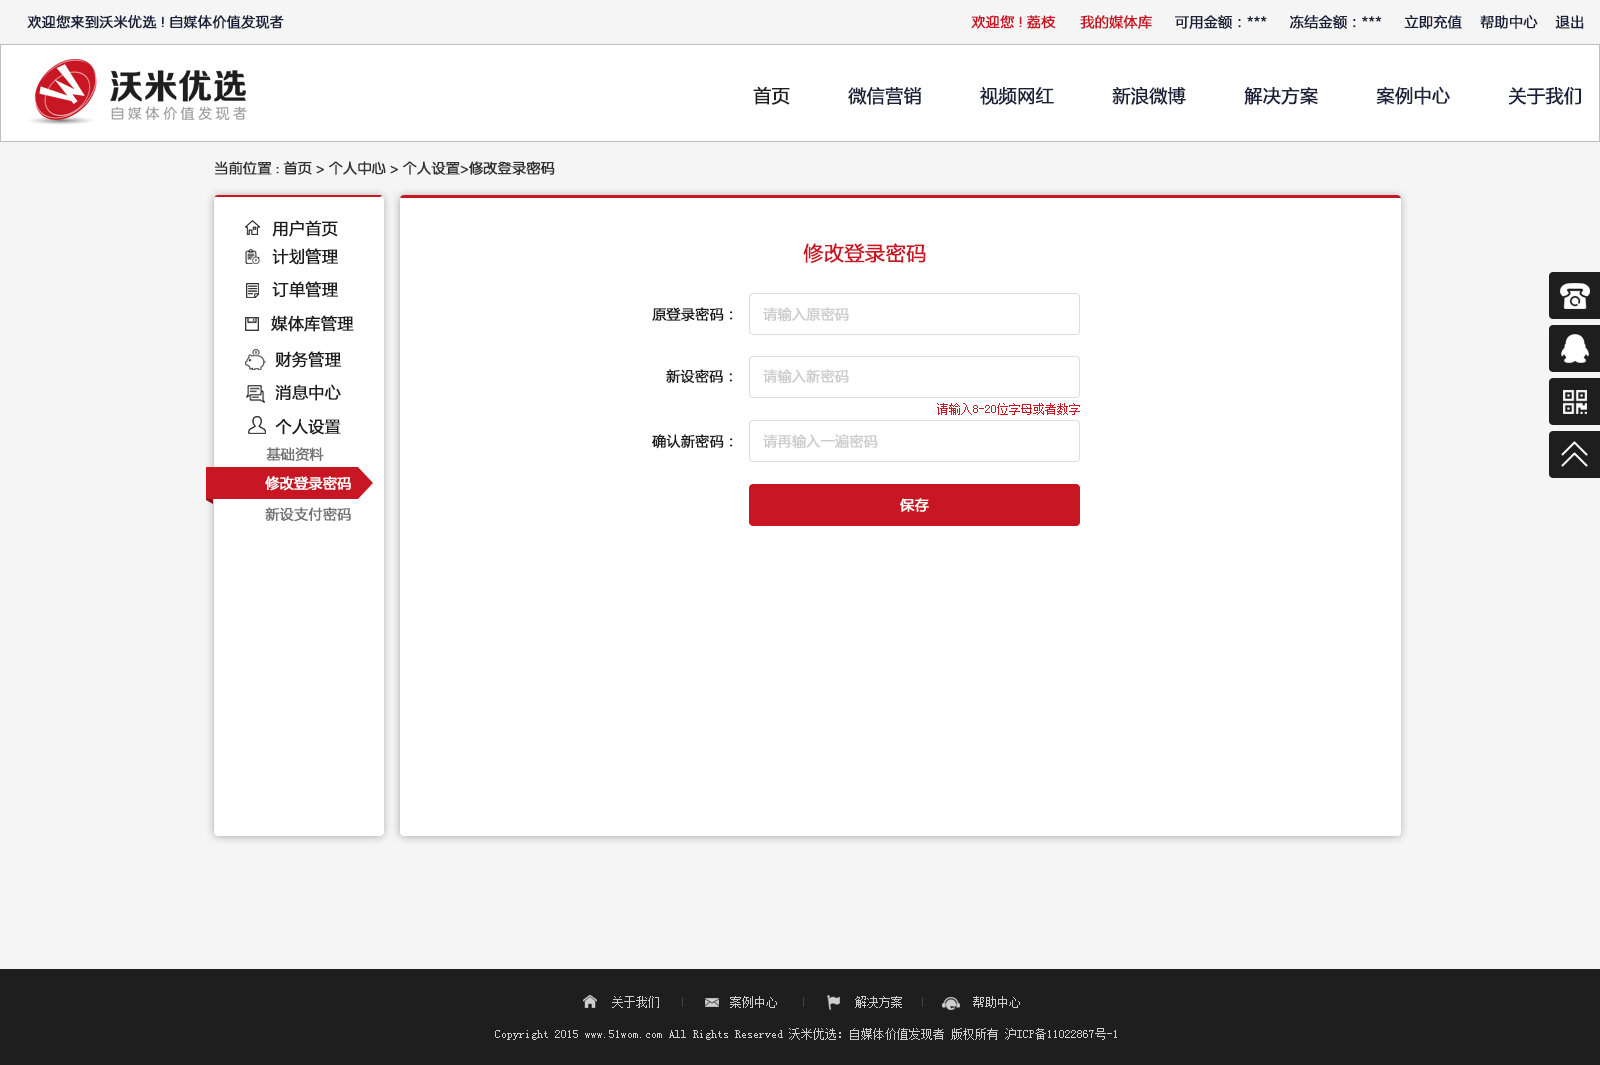 欢迎您来到沃米优选！自媒体价值发现者
欢迎您！荔枝 我的媒体库 可用金额：*** 冻结金额：*** 立即充值 帮助中心 退出
沃米优选
自媒体价值发现者
首页 微信营销 视频网红 新浪微博 解决方案 案例中心 关于我们
当前位置 : 首页 > 个人中心 > 个人设置>修改登录密码
用户首页
计划管理
订单管理
媒体库管理
财务管理
消息中心
个人设置
基础资料
修改登录密码
新设支付密码
修改登录密码
原登录密码： 请输入原密码
新设密码： 请输入新密码
请输入8-20位字母或者数字
确认新密码： 请再输入一遍密码
保存
关于我们 案例中心 解决方案 帮助中心
Copyright 2015 www.51wom.com All Rights Reserved 沃米优选：自媒体价值发现者 版权所有 沪ICP备11022867号-1